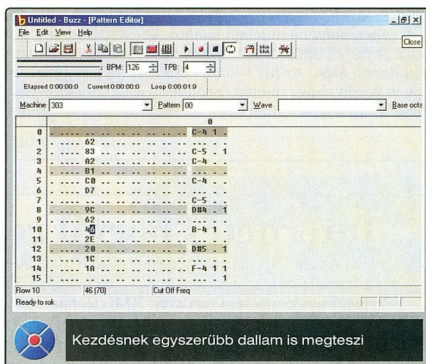 Untitled - Buzz - [Pattern Editor]
File Edit View Help
Close
BPM: 126 TPB: 4
Elapsed 0:00:00:0 Current 0:00:00:0 Loop 0:00:01:9
Machine 303 Pattern 00 Wave Base octa
0
0 . .... .. .. .. .. .. .. C-4 1 .
1 . .... 62 .. .. .. .. .. ... . .
2 . .... 83 .. .. .. .. .. C-5 . 1
3 . .... A2 .. .. .. .. .. C-4 . .
4 . .... B1 .. .. .. .. .. ... . .
5 . .... C0 .. .. .. .. .. C-4 . .
6 . .... D7 .. .. .. .. .. ... . .
7 . .... .. .. .. .. .. .. C-5 . .
8 . .... 9C .. .. .. .. .. D#4 . 1
9 . .... 62 .. .. .. .. .. ... . .
10 . .... 46 .. .. .. .. .. B-4 1 .
11 . .... 2E .. .. .. .. .. ... . .
12 . .... 20 .. .. .. .. .. D#5 . 1
13 . .... 1C .. .. .. .. .. ... . .
14 . .... 1A .. .. .. .. .. F-4 1 1
15 . .... .. .. .. .. .. .. ... . 1
Row 10 46 (70) Cut Off Freq
Ready to rok
Kezdésnek egyszerűbb dallam is megteszi